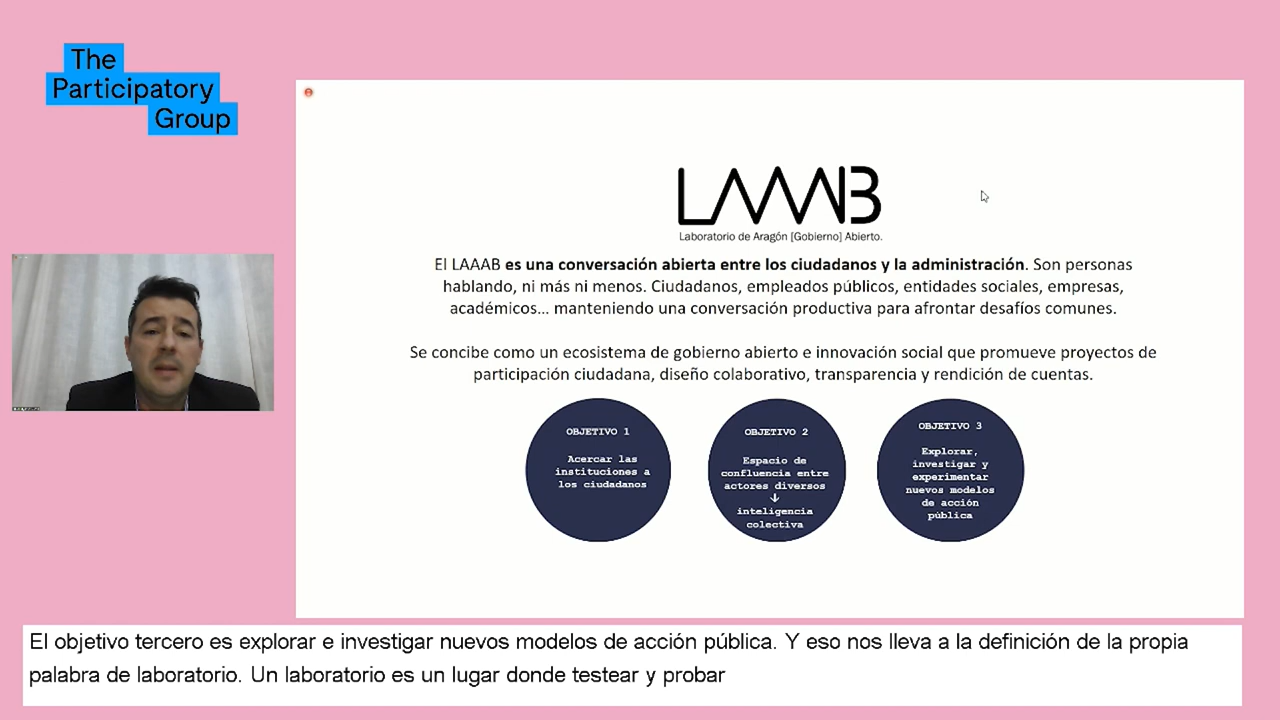 The
Participatory
Group
LAAAB
Laboratorio de Aragón [Gobierno] Abierto.
El LAAAB es una conversación abierta entre los ciudadanos y la administración. Son personas
hablando, ni más ni menos. Ciudadanos, empleados públicos, entidades sociales, empresas,
académicos... manteniendo una conversación productiva para afrontar desafíos comunes.
Se concibe como un ecosistema de gobierno abierto e innovación social que promueve proyectos de
participación ciudadana, diseño colaborativo, transparencia y rendición de cuentas.
OBJETIVO 1
Acercar las
instituciones a
los ciudadanos
OBJETIVO 2
Espacio de
confluencia entre
actores diversos
↓
inteligencia
colectiva
OBJETIVO 3
Explorar,
investigar y
experimentar
nuevos modelos
de acción
pública
El objetivo tercero es explorar e investigar nuevos modelos de acción pública. Y eso nos lleva a la definición de la propia
palabra de laboratorio. Un laboratorio es un lugar donde testear y probar